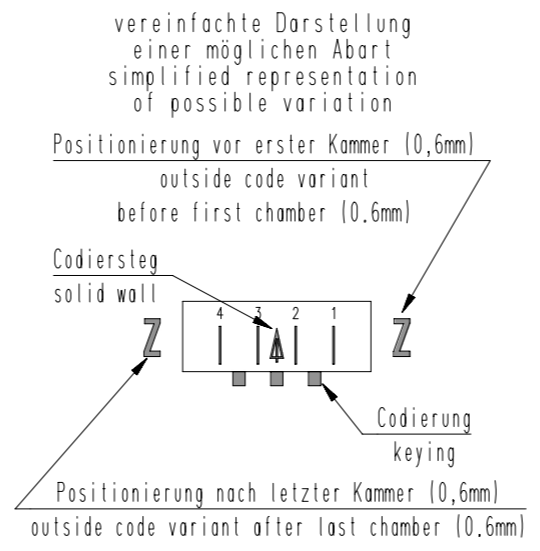 vereinfachte Darstellung
einer möglichen Abart
simplified representation
of possible variation
Positionierung vor erster Kammer (0,6mm)
outside code variant
before first chamber (0.6mm)
Codiersteg
solid wall
4 3 2 1
Z Z
Codierung
keying
Positionierung nach letzter Kammer (0,6mm)
outside code variant after last chamber (0,6mm)